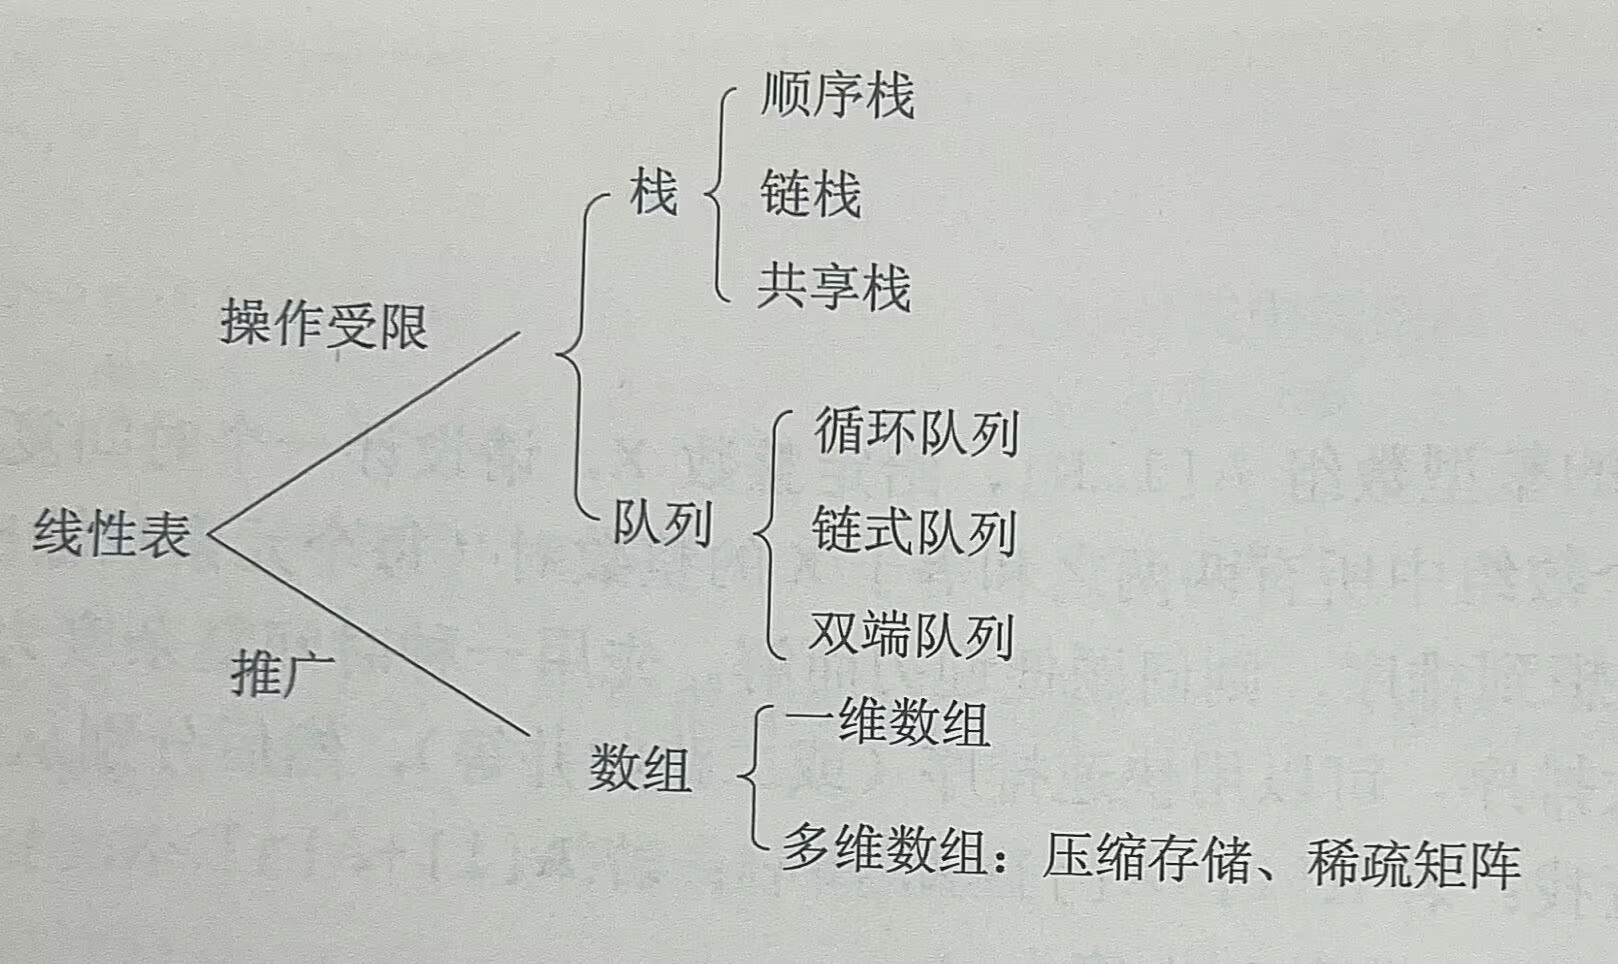 顺序栈
栈
链栈
共享栈
操作受限
循环队列
线性表
队列
链式队列
双端队列
推广
一维数组
数组
多维数组：压缩存储、稀疏矩阵